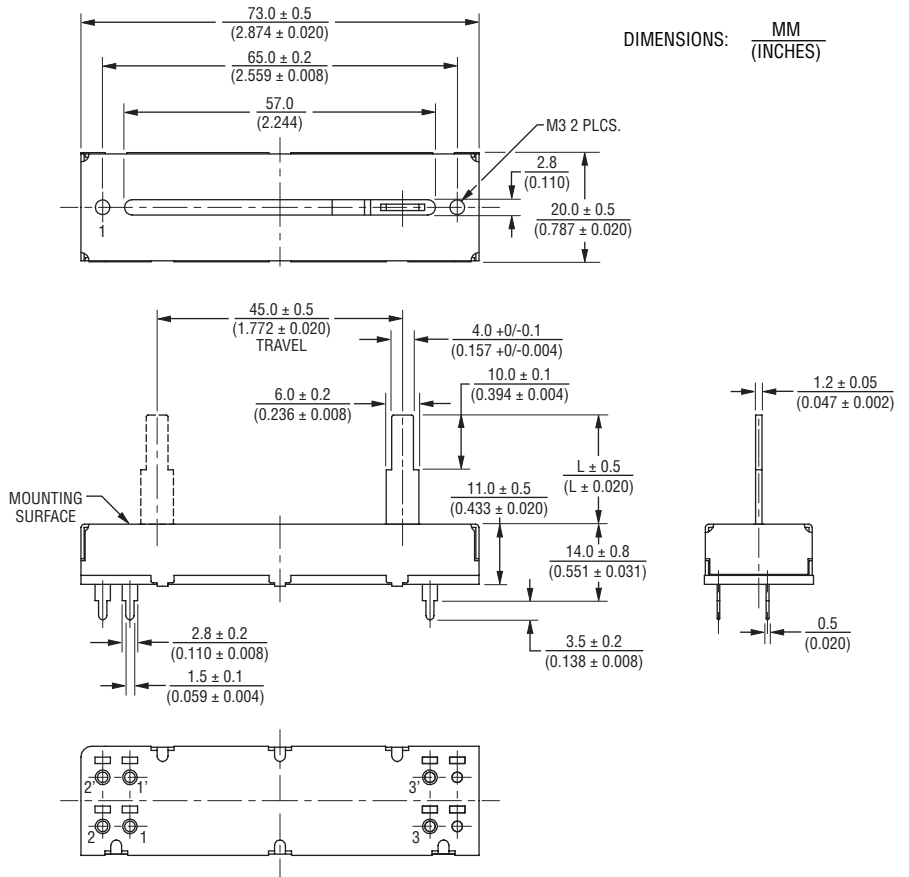 73.0 ± 0.5
(2.874 ± 0.020)
DIMENSIONS: MM
(INCHES)
65.0 ± 0.2
(2.559 ± 0.008)
57.0
(2.244)
M3 2 PLCS.
2.8
(0.110)
20.0 ± 0.5
(0.787 ± 0.020)
1
45.0 ± 0.5
(1.772 ± 0.020)
TRAVEL
4.0 +0/-0.1
(0.157 +0/-0.004)
10.0 ± 0.1
(0.394 ± 0.004)
6.0 ± 0.2
(0.236 ± 0.008)
1.2 ± 0.05
(0.047 ± 0.002)
L ± 0.5
(L ± 0.020)
MOUNTING
SURFACE
11.0 ± 0.5
(0.433 ± 0.020)
14.0 ± 0.8
(0.551 ± 0.031)
2.8 ± 0.2
(0.110 ± 0.008)
3.5 ± 0.2
(0.138 ± 0.008)
0.5
(0.020)
1.5 ± 0.1
(0.059 ± 0.004)
2' 1' 3'
2 1 3